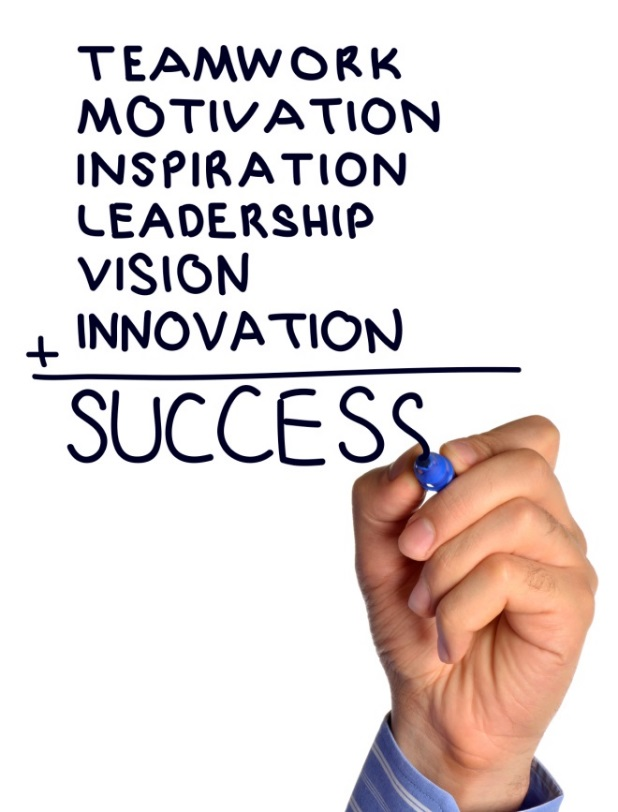 TEAMWORK
MOTIVATION
INSPIRATION
LEADERSHIP
VISION
+ INNOVATION
SUCCESS